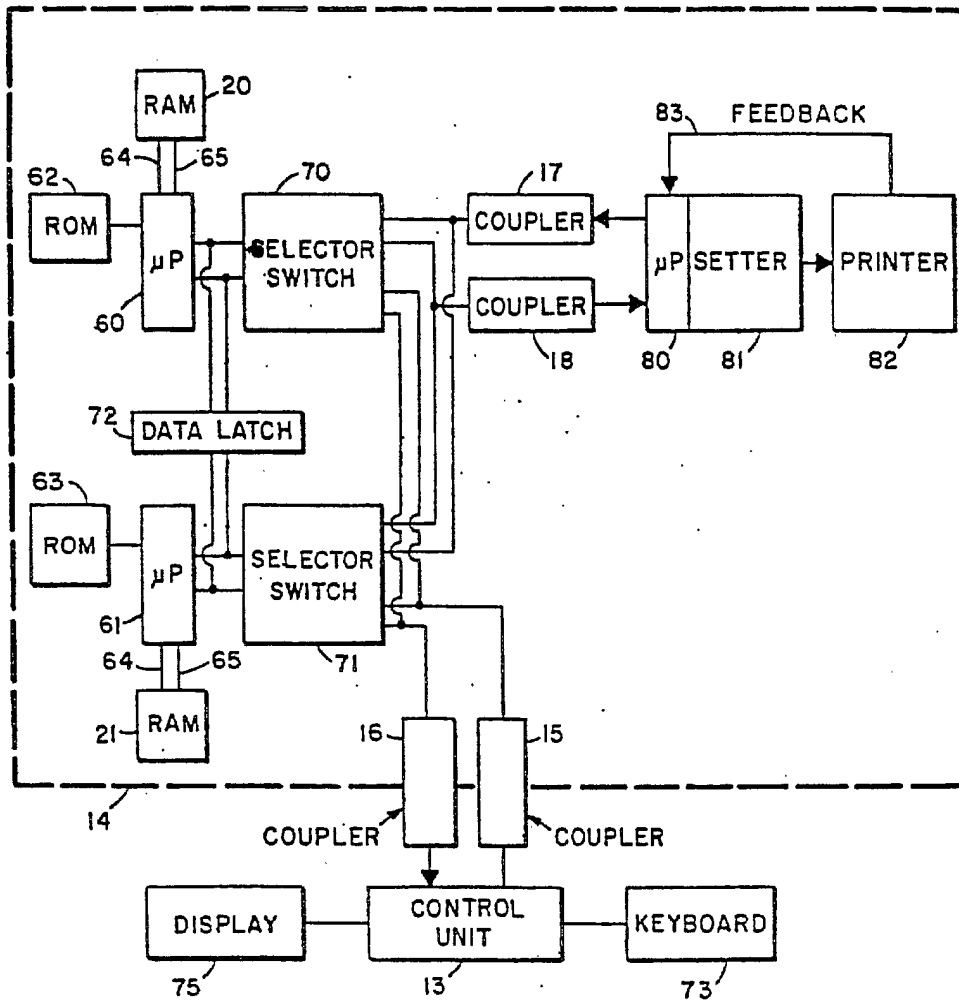 RAM
20
64
65
62
ROM
µP
60
70
SELECTOR
SWITCH
17
COUPLER
COUPLER
18
83
FEEDBACK
µP
SETTER
80
81
PRINTER
82
72
DATA LATCH
63
ROM
µP
61
64
65
21
RAM
SELECTOR
SWITCH
71
16
15
14
COUPLER
COUPLER
DISPLAY
75
CONTROL
UNIT
13
KEYBOARD
73